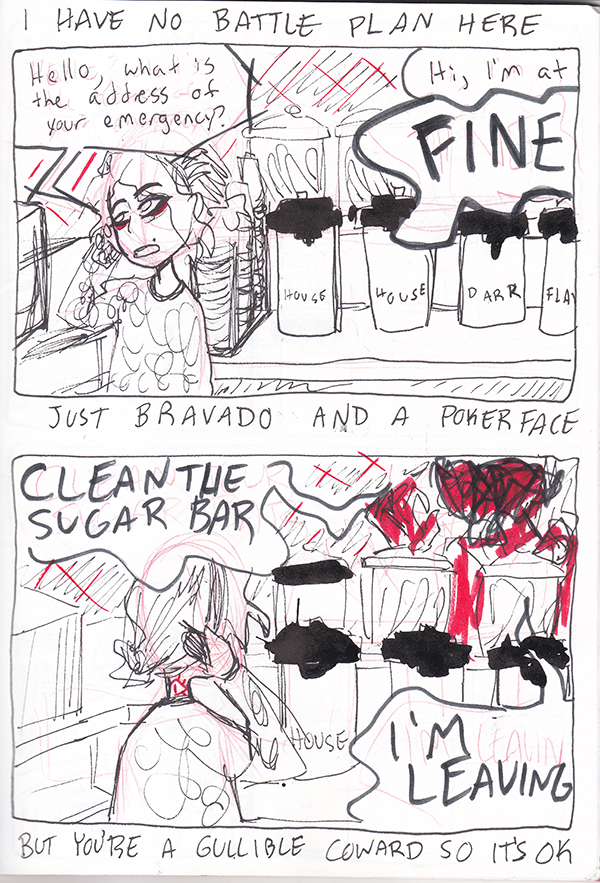 I HAVE NO BATTLE PLAN HERE
Hello, what is
the address of
your emergency?
Hi, I'm at
FINE
HOUSE
HOUSE
DARR
FLAV
JUST BRAVADO AND A POKERFACE
CLEAN THE
SUGAR BAR
HOUSE
I'M
LEAVING
BUT YOU'RE A GULLIBLE COWARD SO IT'S OK